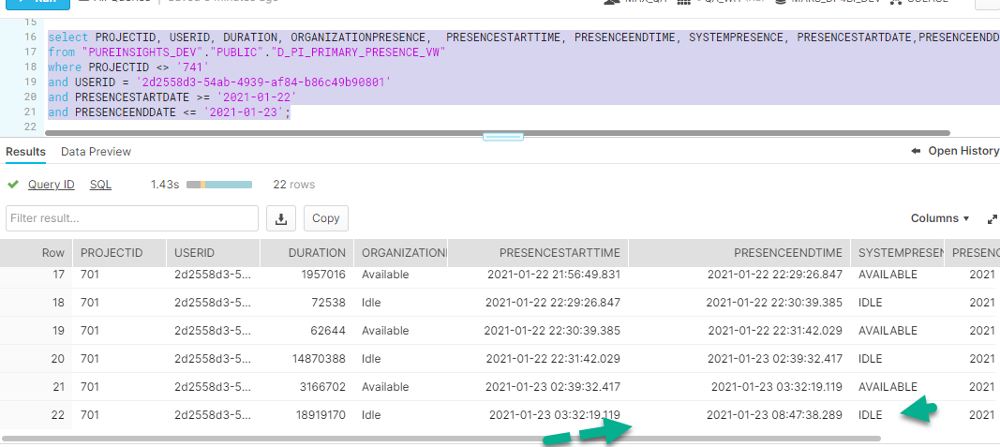 Run
15
16 select PROJECTID, USERID, DURATION, ORGANIZATIONPRESENCE, PRESENCESTARTTIME, PRESENCEENDTIME, SYSTEMPRESENCE, PRESENCESTARTDATE,PRESENCEENDD
17 from "PUREINSIGHTS_DEV"."PUBLIC"."D_PI_PRIMARY_PRESENCE_VW"
18 where PROJECTID <> '741'
19 and USERID = '2d2558d3-54ab-4939-af84-b86c49b90801'
20 and PRESENCESTARTDATE >= '2021-01-22'
21 and PRESENCEENDDATE <= '2021-01-23';
22
Results Data Preview Open History
Query ID SQL 1.43s 22 rows
Filter result... Copy Columns
Row PROJECTID USERID DURATION ORGANIZATION PRESENCESTARTTIME PRESENCEENDTIME SYSTEMPRESEN PRESENC
17 701 2d2558d3-5... 1957016 Available 2021-01-22 21:56:49.831 2021-01-22 22:29:26.847 AVAILABLE 2021
18 701 2d2558d3-5... 72538 Idle 2021-01-22 22:29:26.847 2021-01-22 22:30:39.385 IDLE 2021
19 701 2d2558d3-5... 62644 Available 2021-01-22 22:30:39.385 2021-01-22 22:31:42.029 AVAILABLE 2021
20 701 2d2558d3-5... 14870388 Idle 2021-01-22 22:31:42.029 2021-01-23 02:39:32.417 IDLE 2021
21 701 2d2558d3-5... 3166702 Available 2021-01-23 02:39:32.417 2021-01-23 03:32:19.119 AVAILABLE 2021
22 701 2d2558d3-5... 18919170 Idle 2021-01-23 03:32:19.119 2021-01-23 08:47:38.289 IDLE 2021